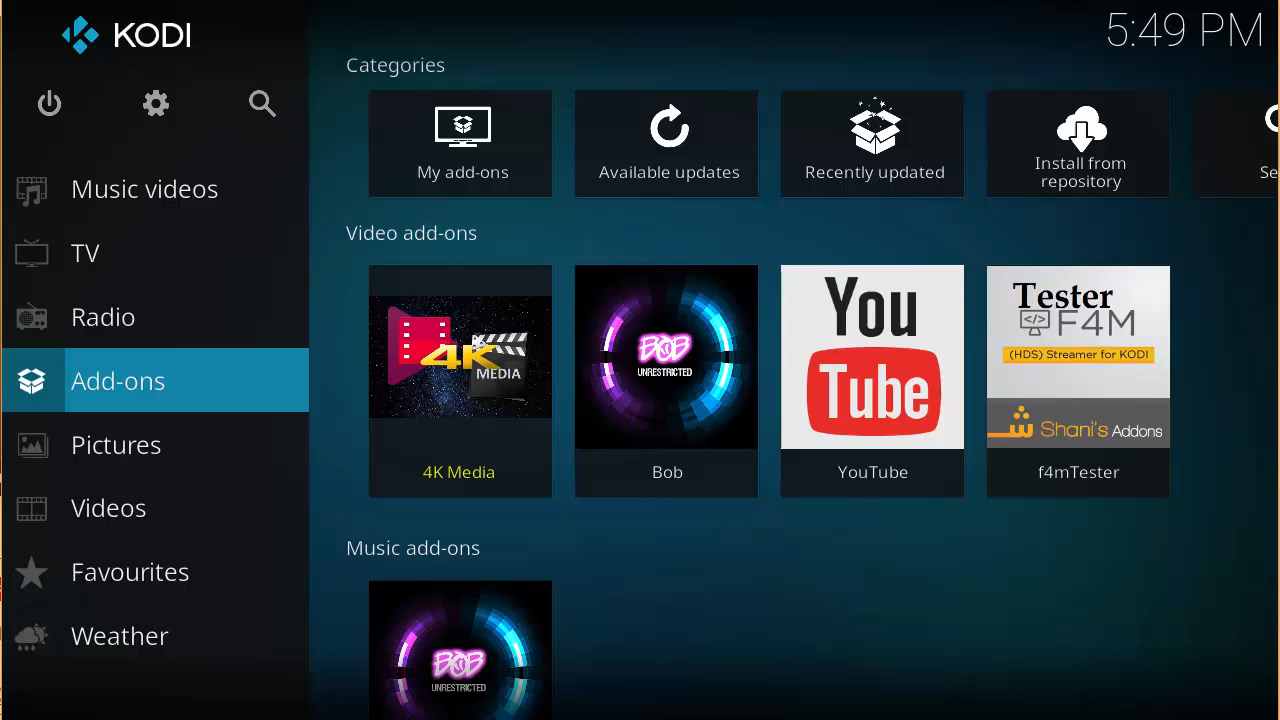 KODI
5:49 PM
Categories
My add-ons
Available updates
Recently updated
Install from
repository
Se
Music videos
TV
Radio
Add-ons
Pictures
Videos
Favourites
Weather
Video add-ons
4K
MEDIA
4K Media
BOB
UNRESTRICTED
Bob
You
Tube
YouTube
Tester
F4M
(HDS) Streamer for KODI
Shani's Addons
f4mTester
Music add-ons
BOB
UNRESTRICTED